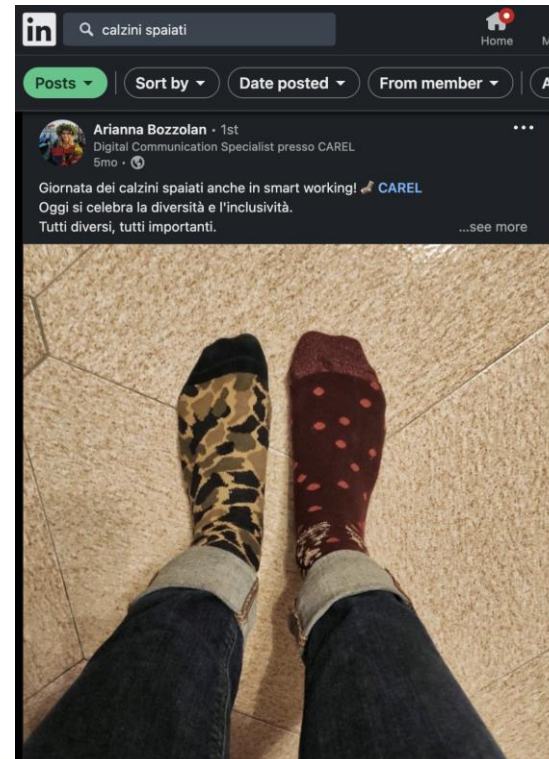 in
calzini spaiati
Home
M
Posts
Sort by
Date posted
From member
A
Arianna Bozzolan • 1st
Digital Communication Specialist presso CAREL
5mo •
Giornata dei calzini spaiati anche in smart working! CAREL
Oggi si celebra la diversità e l'inclusività.
Tutti diversi, tutti importanti.
...see more